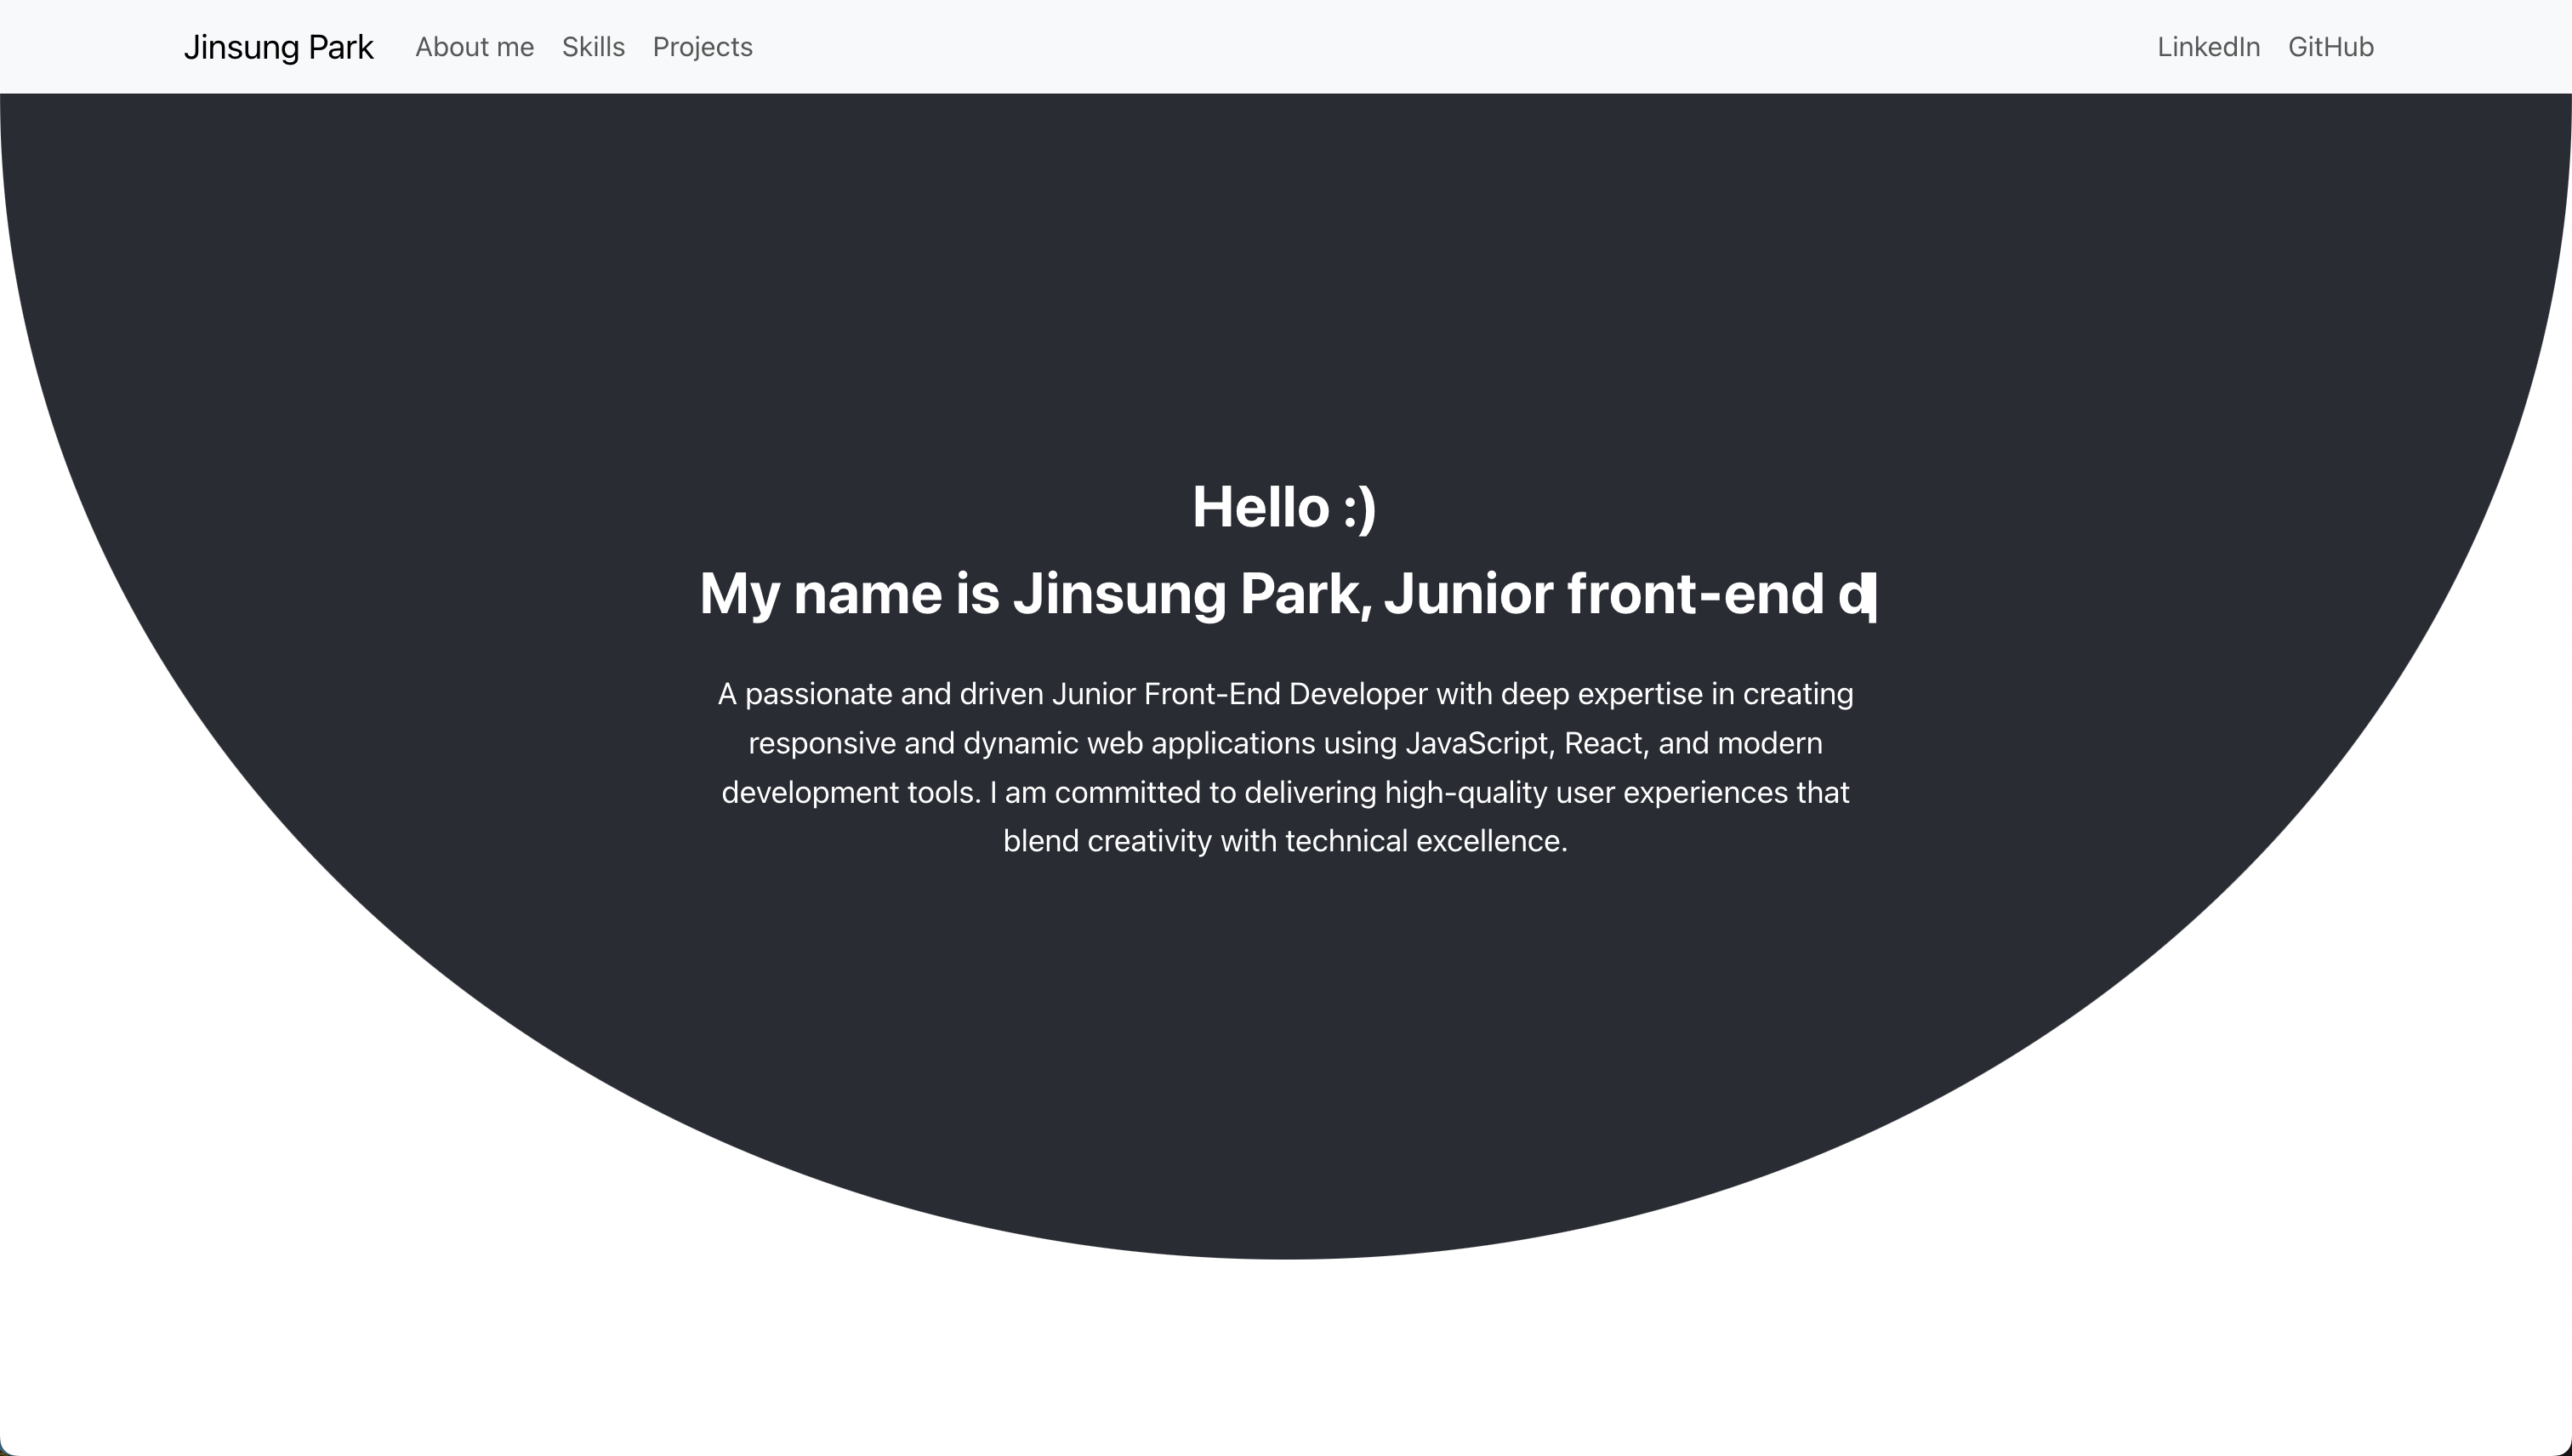 Jinsung Park About me Skills Projects LinkedIn GitHub
Hello :)
My name is Jinsung Park, Junior front-end d|
A passionate and driven Junior Front-End Developer with deep expertise in creating
responsive and dynamic web applications using JavaScript, React, and modern
development tools. I am committed to delivering high-quality user experiences that
blend creativity with technical excellence.